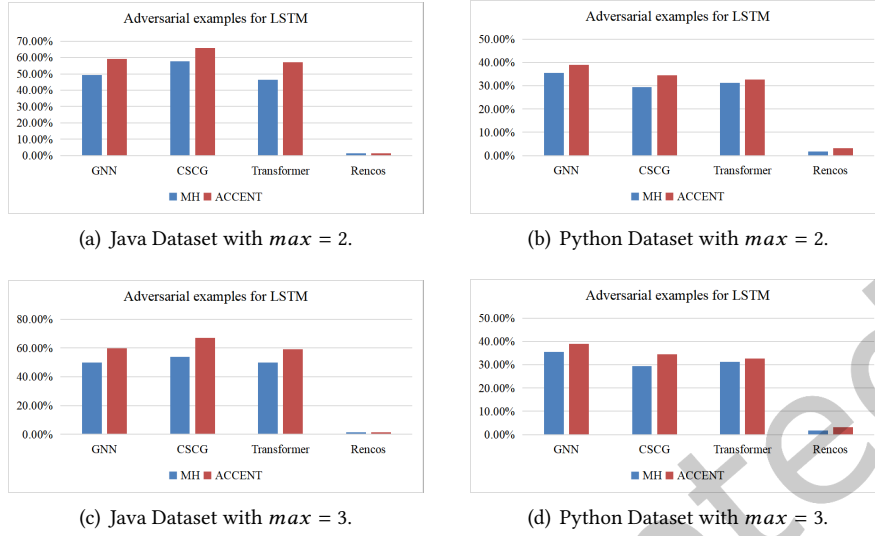 Adversarial examples for LSTM
70.00%
60.00%
50.00%
40.00%
30.00%
20.00%
10.00%
0.00%
GNN CSCG Transformer Rencos
MH ACCENT
(a) Java Dataset with max = 2.
Adversarial examples for LSTM
50.00%
40.00%
30.00%
20.00%
10.00%
0.00%
GNN CSCG Transformer Rencos
MH ACCENT
(b) Python Dataset with max = 2.
Adversarial examples for LSTM
80.00%
60.00%
40.00%
20.00%
0.00%
GNN CSCG Transformer Rencos
MH ACCENT
(c) Java Dataset with max = 3.
Adversarial examples for LSTM
50.00%
40.00%
30.00%
20.00%
10.00%
0.00%
GNN CSCG Transformer Rencos
MH ACCENT
(d) Python Dataset with max = 3.